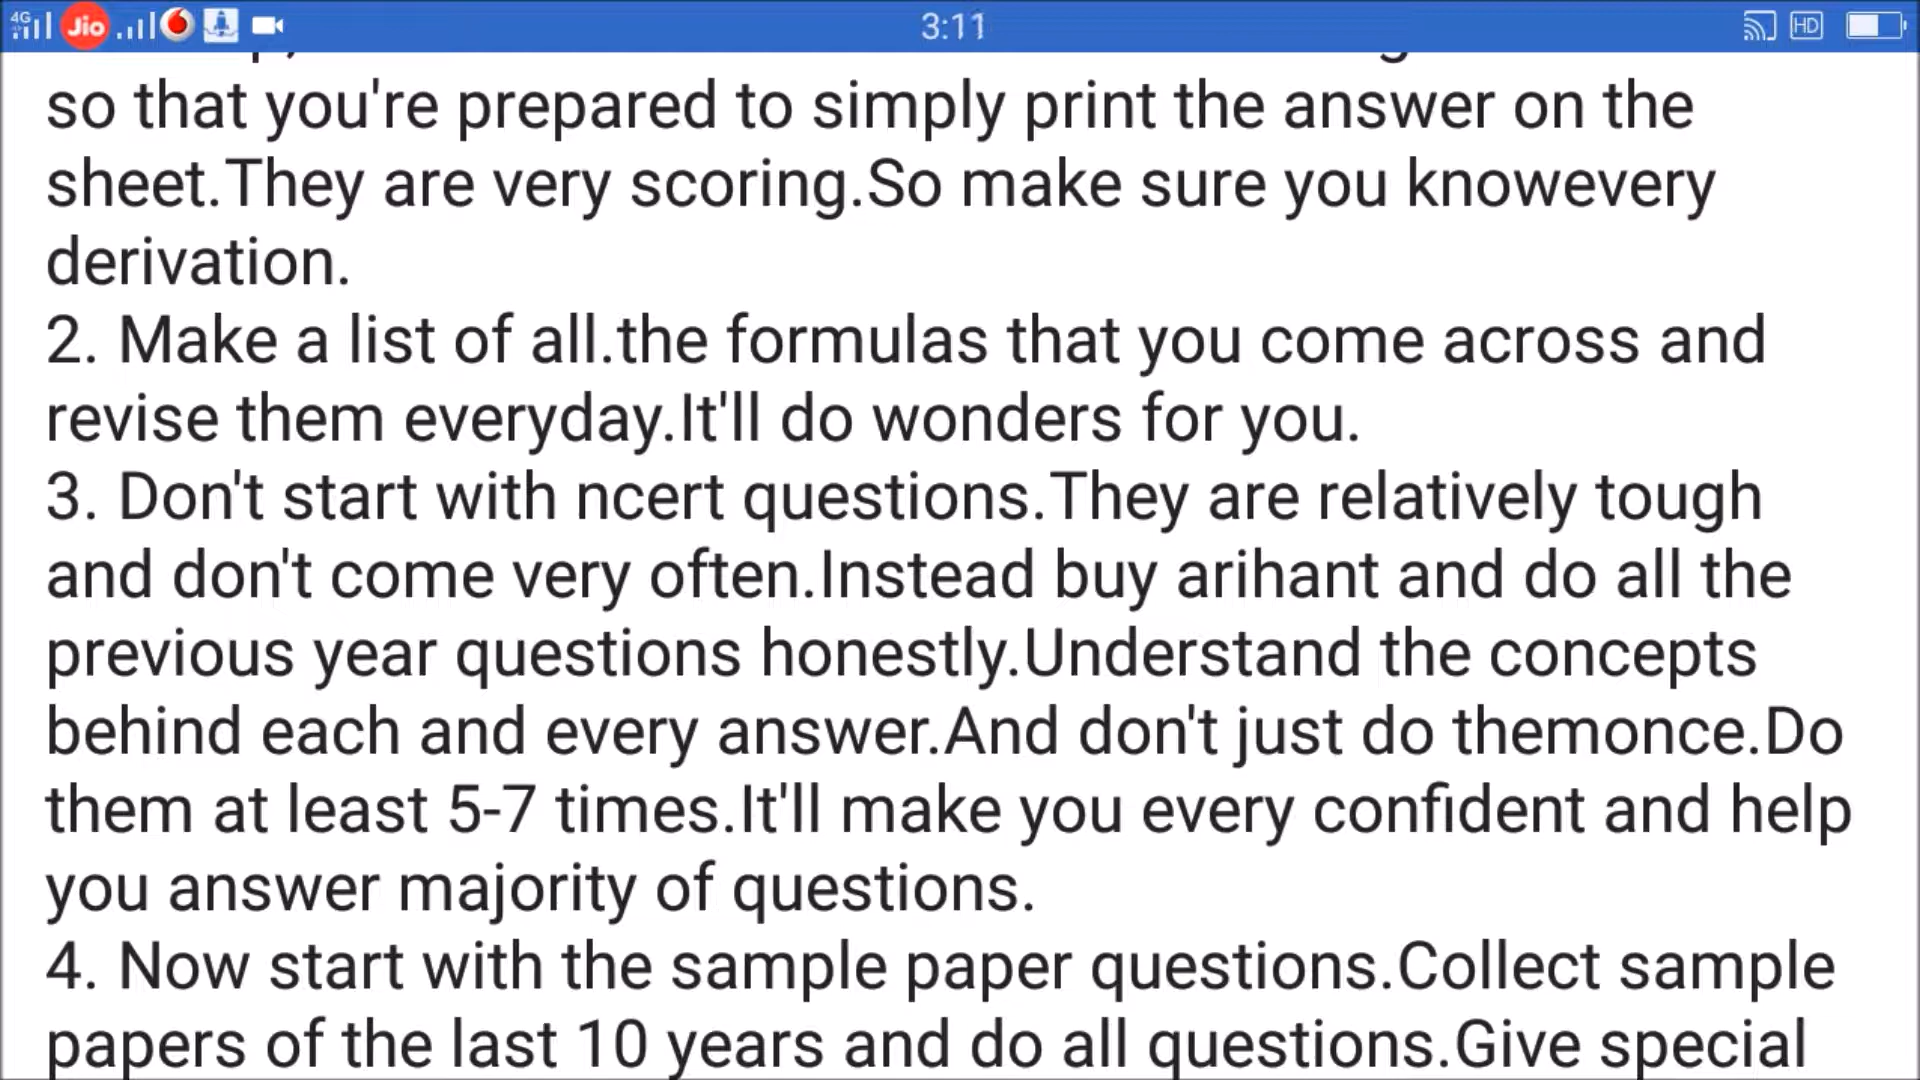 4G Jio 3:11 HD
so that you're prepared to simply print the answer on the
sheet.They are very scoring.So make sure you knowevery
derivation.
2. Make a list of all.the formulas that you come across and
revise them everyday.It'll do wonders for you.
3. Don't start with ncert questions.They are relatively tough
and don't come very often.Instead buy arihant and do all the
previous year questions honestly.Understand the concepts
behind each and every answer.And don't just do themonce.Do
them at least 5-7 times.It'll make you every confident and help
you answer majority of questions.
4. Now start with the sample paper questions.Collect sample
papers of the last 10 years and do all questions.Give special